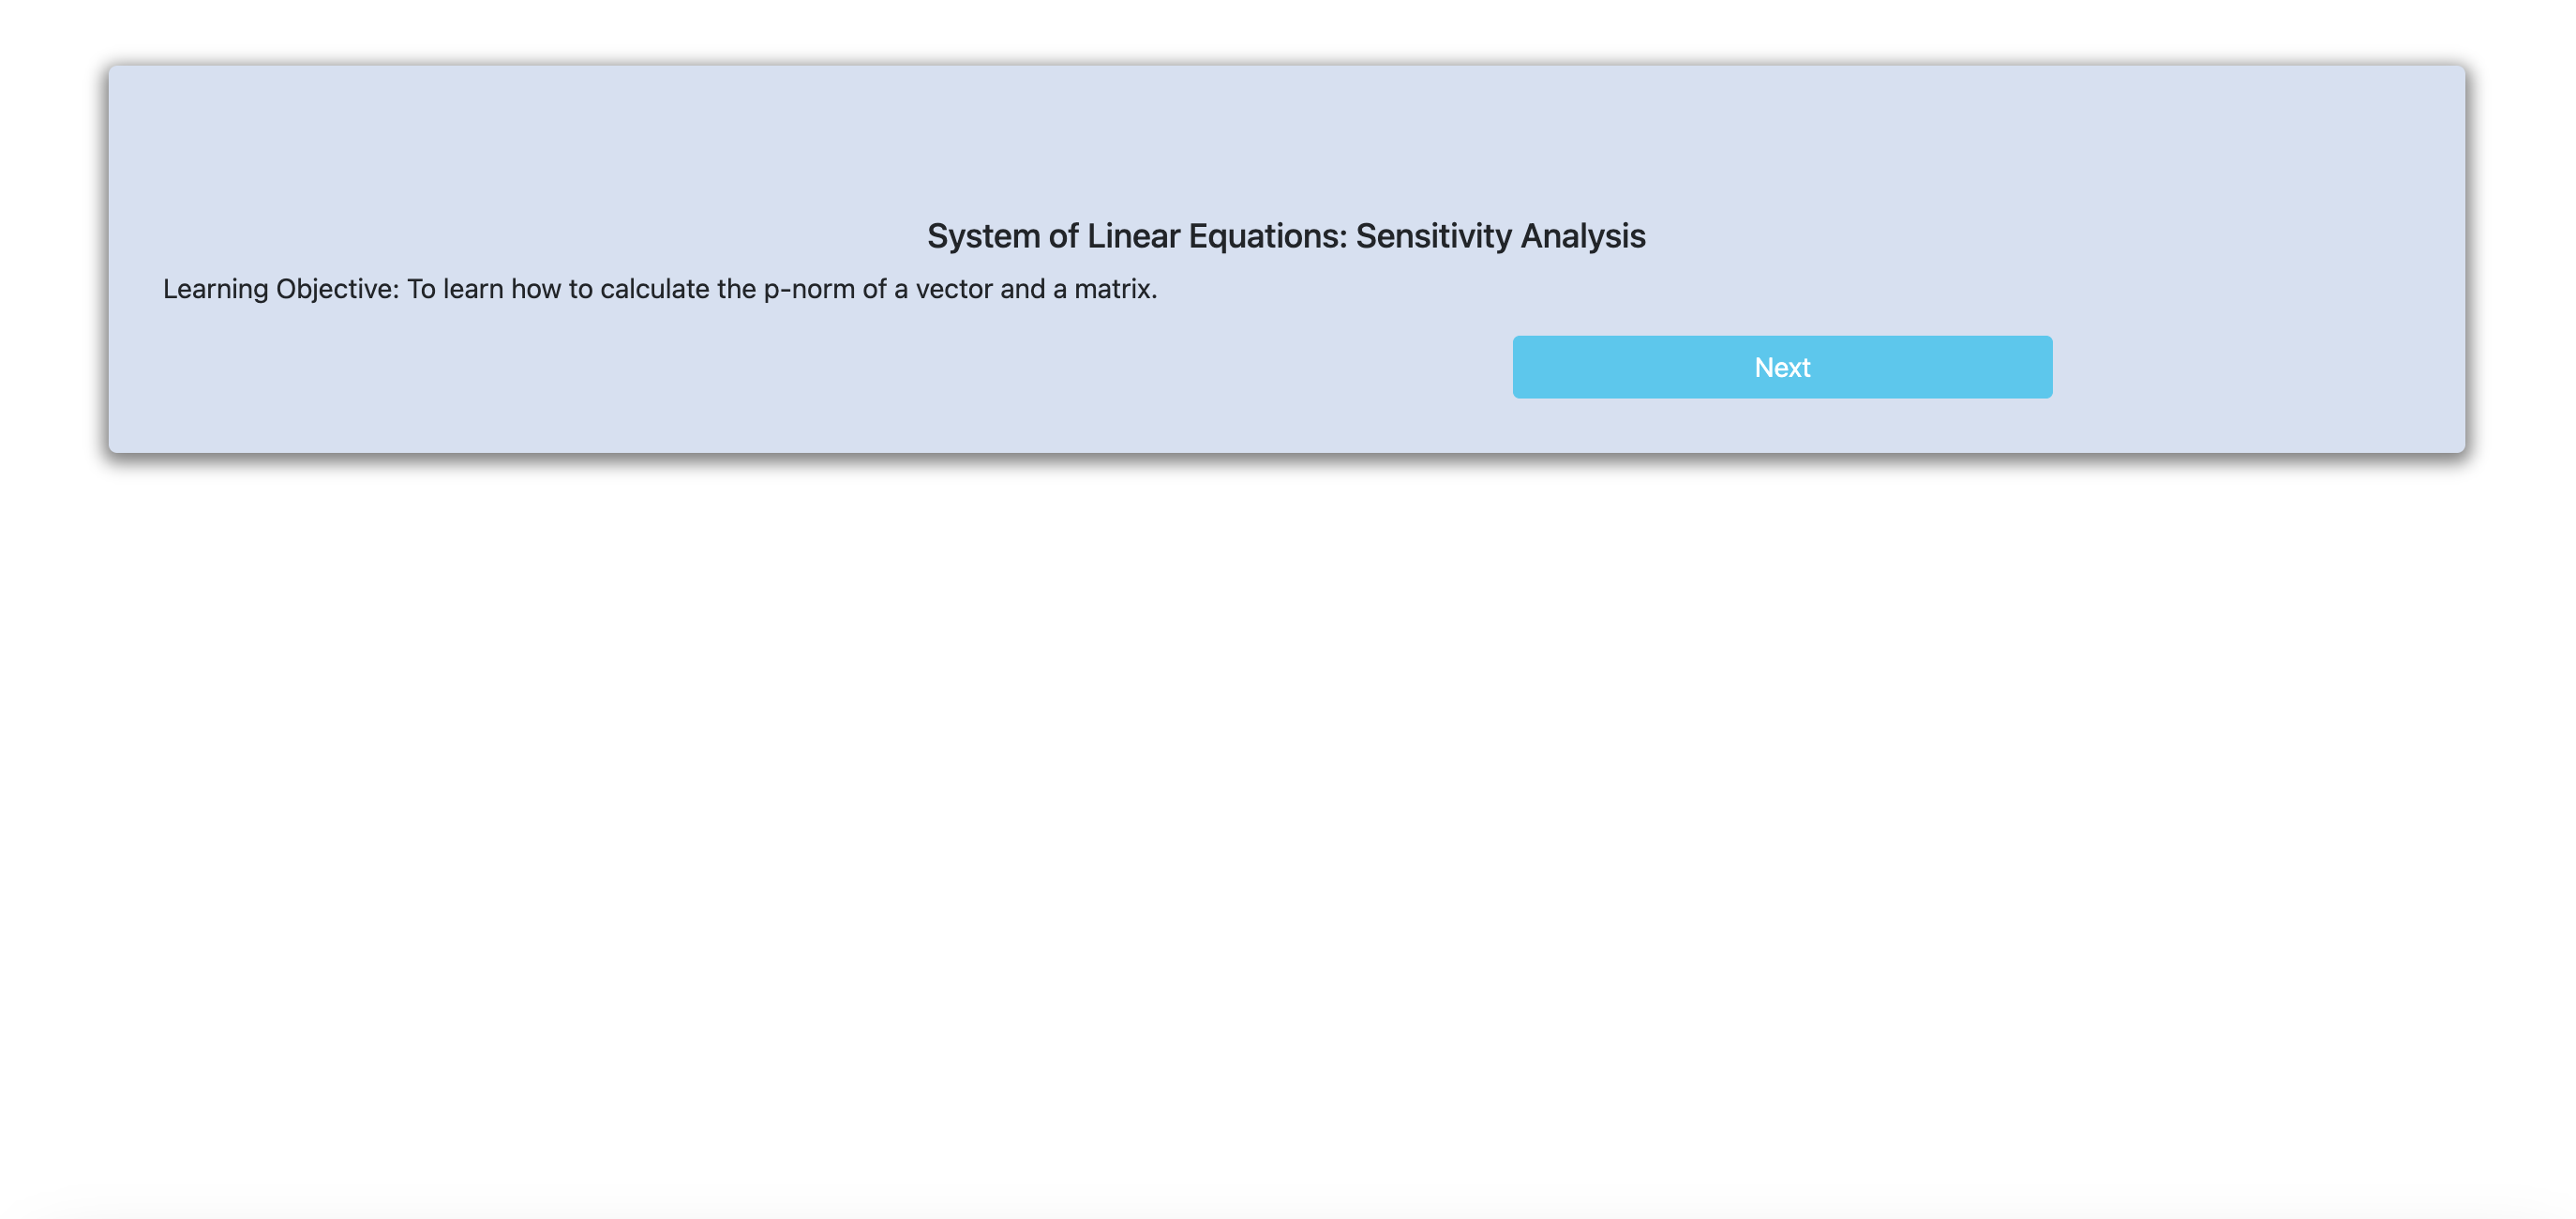 System of Linear Equations: Sensitivity Analysis
Learning Objective: To learn how to calculate the p-norm of a vector and a matrix.
Next